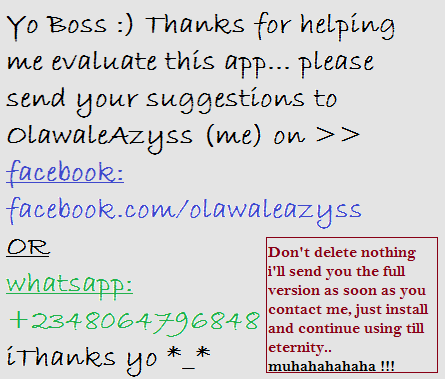 Yo Boss :) Thanks for helping
me evaluate this app... please
send your suggestions to
OlawaleAzyss (me) on >>
facebook:
facebook.com/olawaleazyss
OR
whatsapp:
+2348064796848
iThanks yo *_*
Don't delete nothing
i'll send you the full
version as soon as you
contact me, just install
and continue using till
eternity..
muhahahahaha !!!